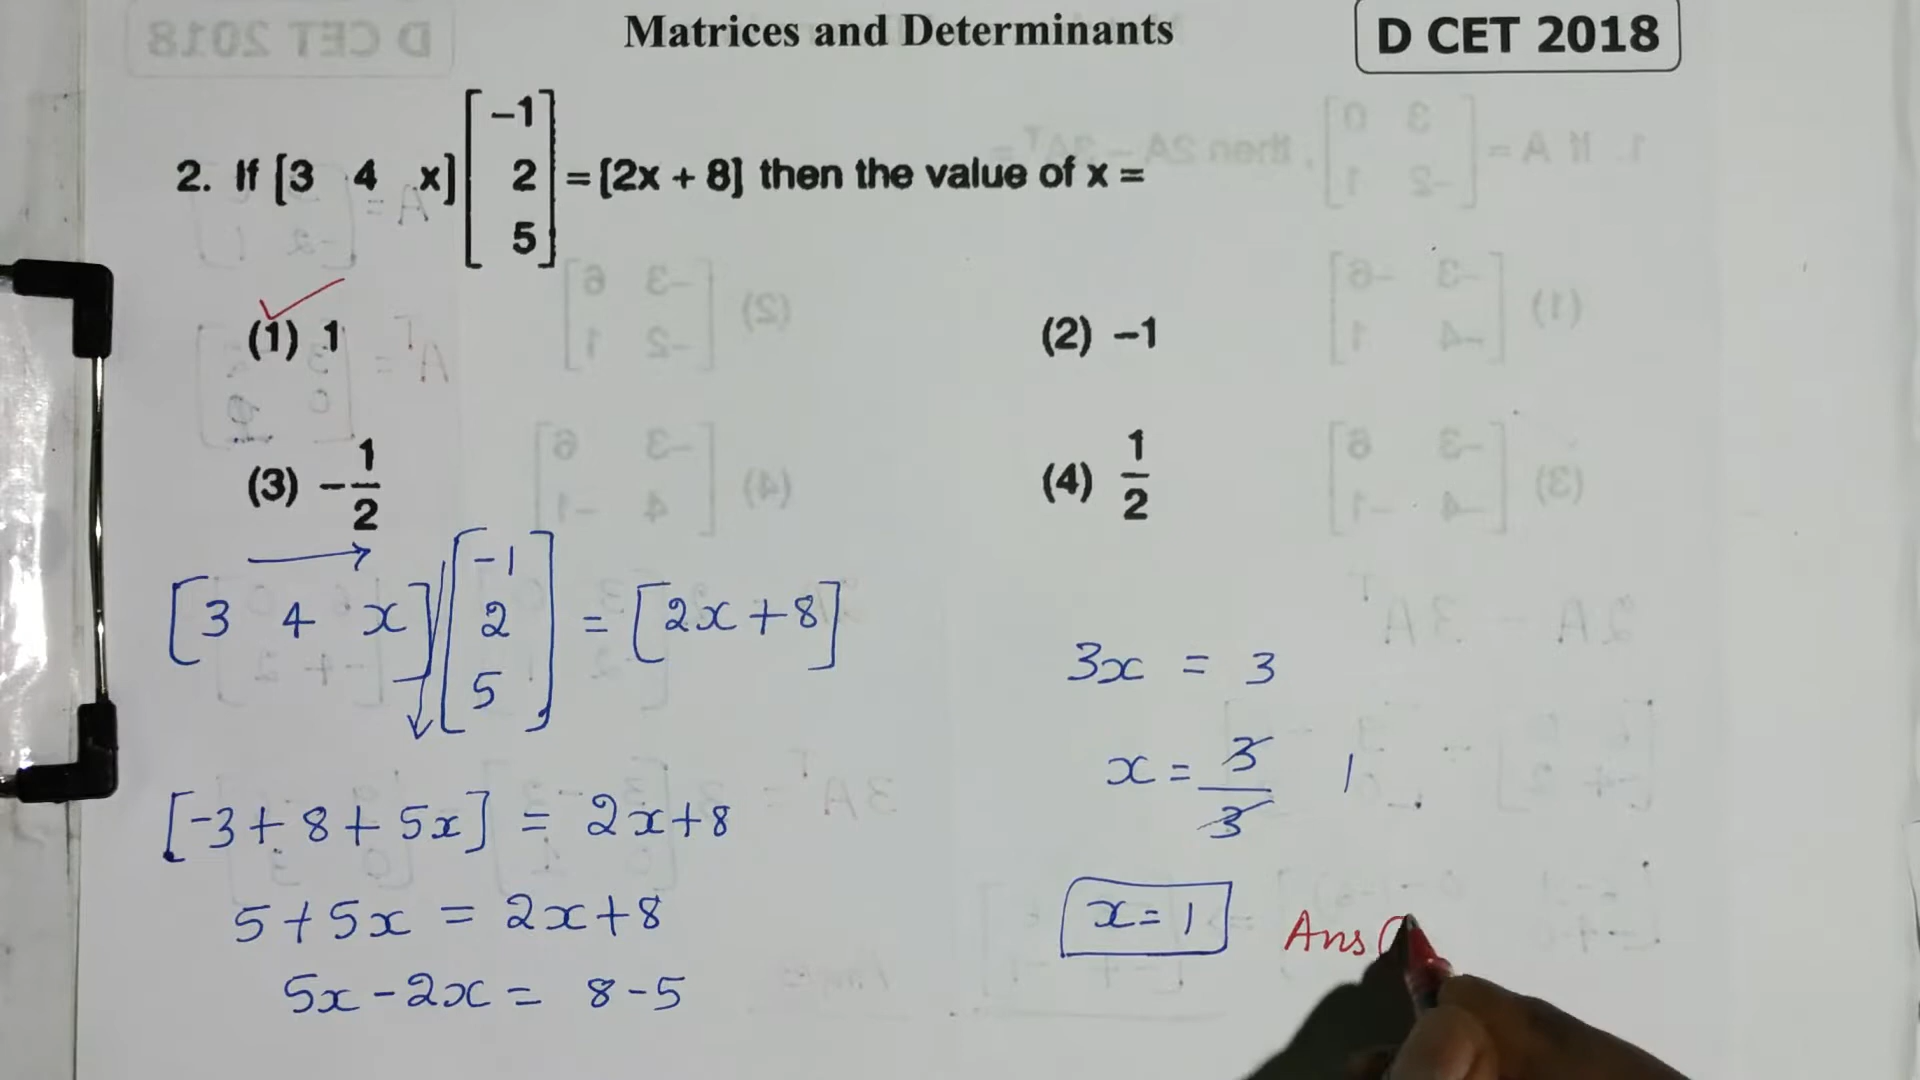 Matrices and Determinants
D CET 2018
2. If [3 4 x] [-1 2 5] = [2x + 8] then the value of x =
(1) 1
(2) -1
(3) -1/2
(4) 1/2
[3 4 x] [-1 2 5] = [2x + 8]
[-3 + 8 + 5x] = 2x+8
5 + 5x = 2x+8
5x - 2x = 8 - 5
3x = 3
x = 3/3 1
x = 1
Ans (